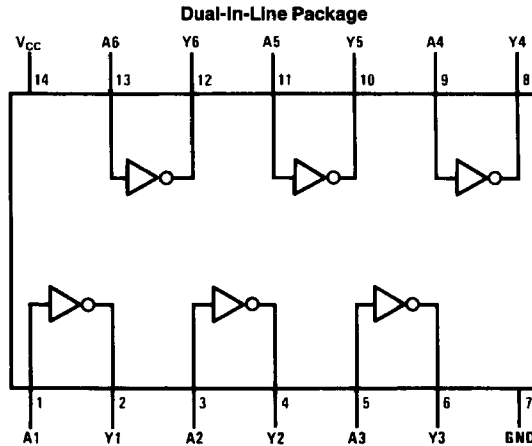 Dual-In-Line Package
VCC A6 Y6 A5 Y5 A4 Y4
14 13 12 11 10 9 8
1 2 3 4 5 6 7
A1 Y1 A2 Y2 A3 Y3 GND